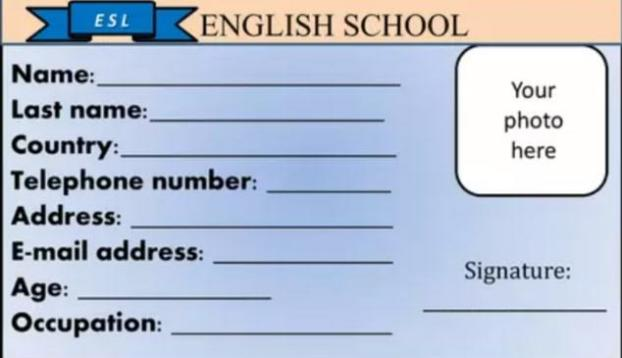 ESL
ENGLISH SCHOOL
Name:
Last name:
Country:
Telephone number:
Address:
E-mail address:
Age:
Occupation:
Your
photo
here
Signature: